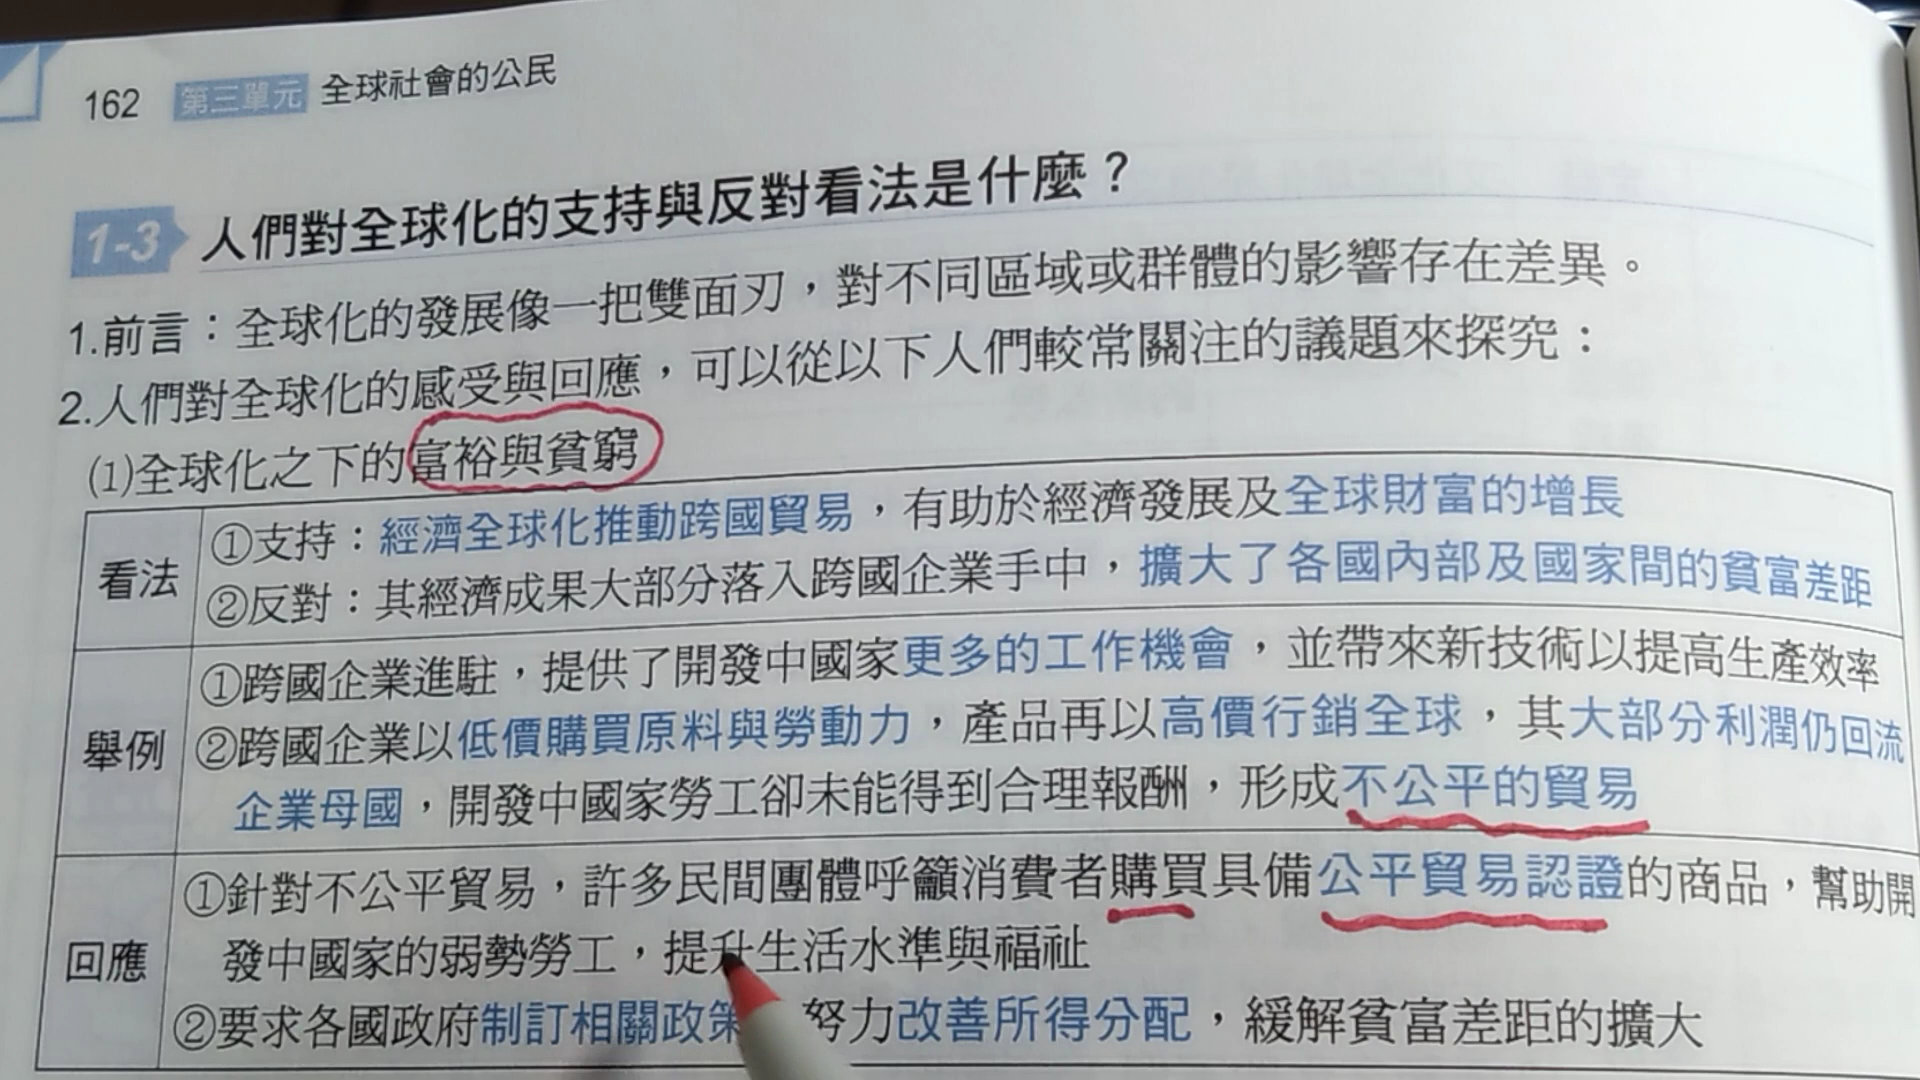 162 第三單元 全球社會的公民
1-3 人們對全球化的支持與反對看法是什麼？
1.前言：全球化的發展像一把雙面刃，對不同區域或群體的影響存在差異。
2.人們對全球化的感受與回應，可以從以下人們較常關注的議題來探究：
(1)全球化之下的富裕與貧窮
看法
①支持：經濟全球化推動跨國貿易，有助於經濟發展及全球財富的增長
②反對：其經濟成果大部分落入跨國企業手中，擴大了各國內部及國家間的貧富差距
舉例
①跨國企業進駐，提供了開發中國家更多的工作機會，並帶來新技術以提高生產效率
②跨國企業以低價購買原料與勞動力，產品再以高價行銷全球，其大部分利潤仍回流
企業母國，開發中國家勞工卻未能得到合理報酬，形成不公平的貿易
回應
①針對不公平貿易，許多民間團體呼籲消費者購買具備公平貿易認證的商品，幫助開
發中國家的弱勢勞工，提升生活水準與福祉
②要求各國政府制訂相關政策 努力改善所得分配，緩解貧富差距的擴大